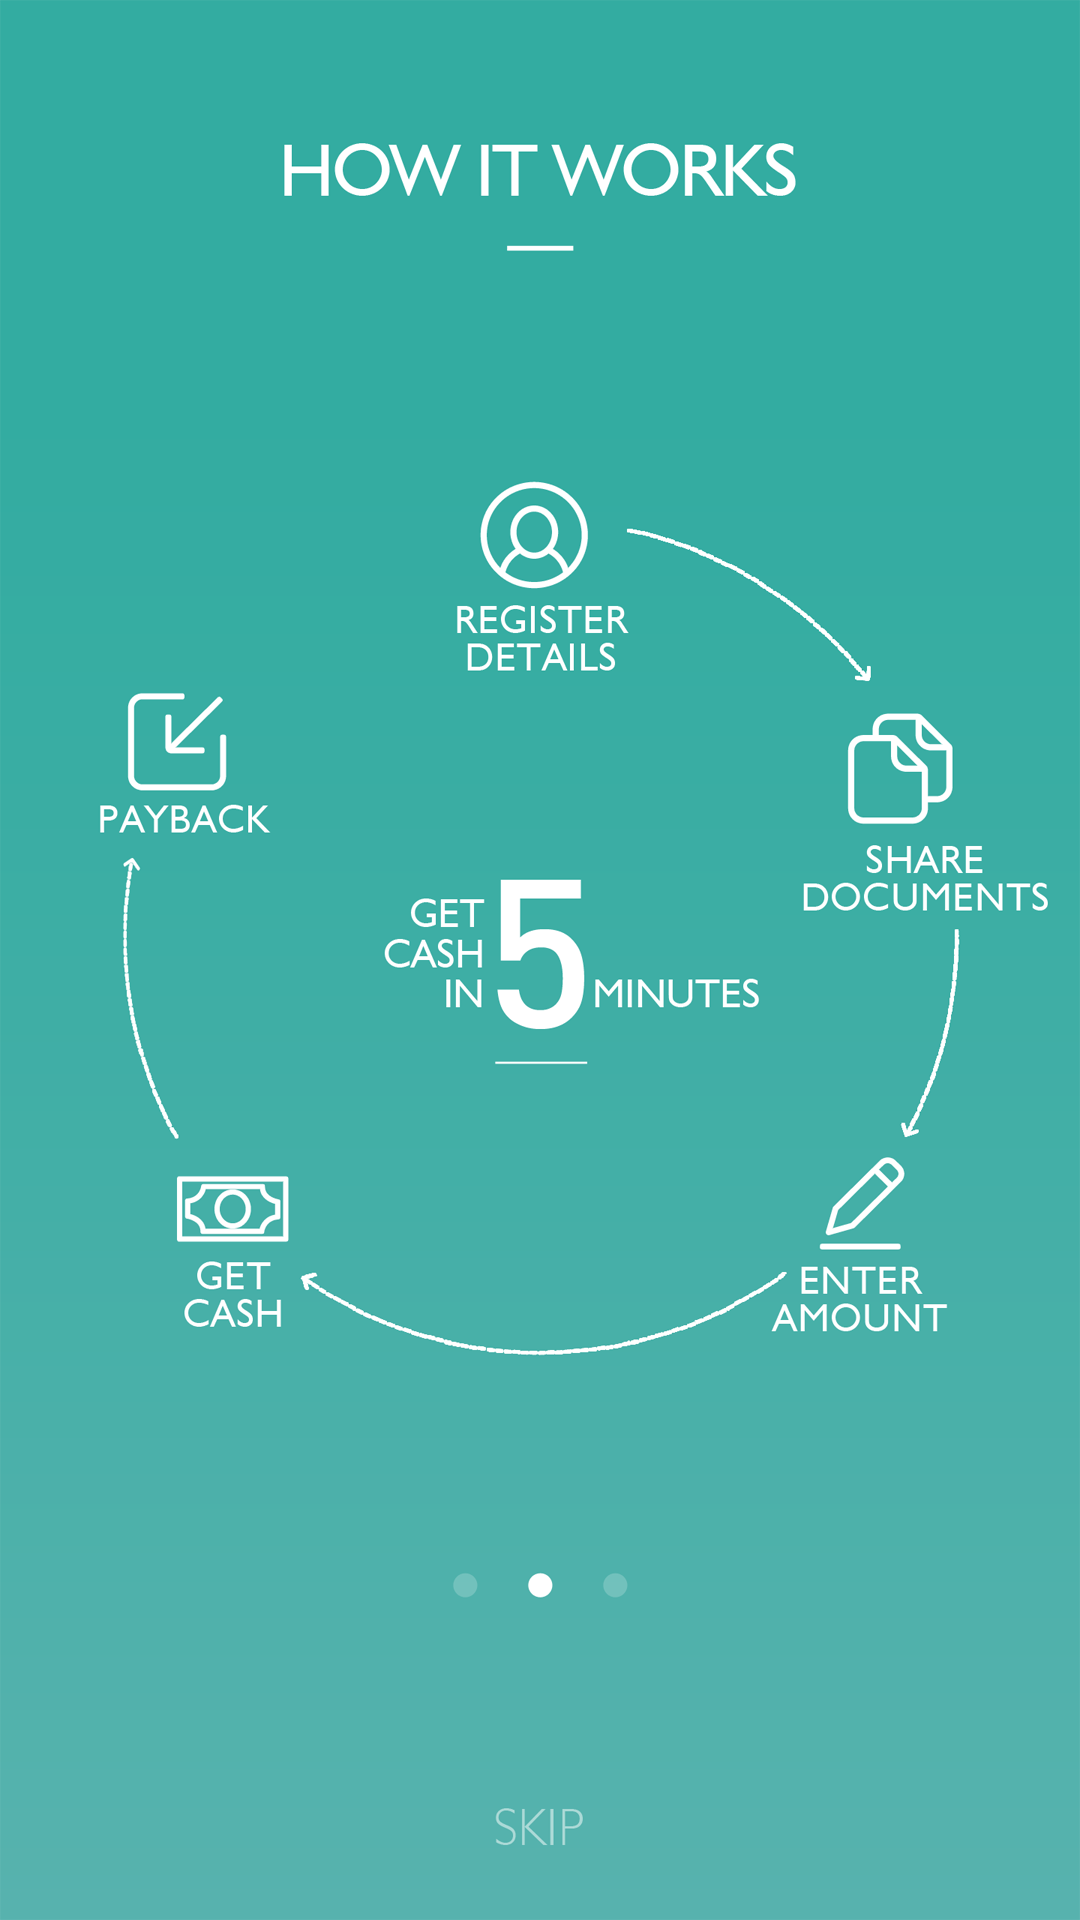 HOW IT WORKS
REGISTER
DETAILS
SHARE
DOCUMENTS
ENTER
AMOUNT
GET
CASH
PAYBACK
GET
CASH
IN 5 MINUTES
SKIP